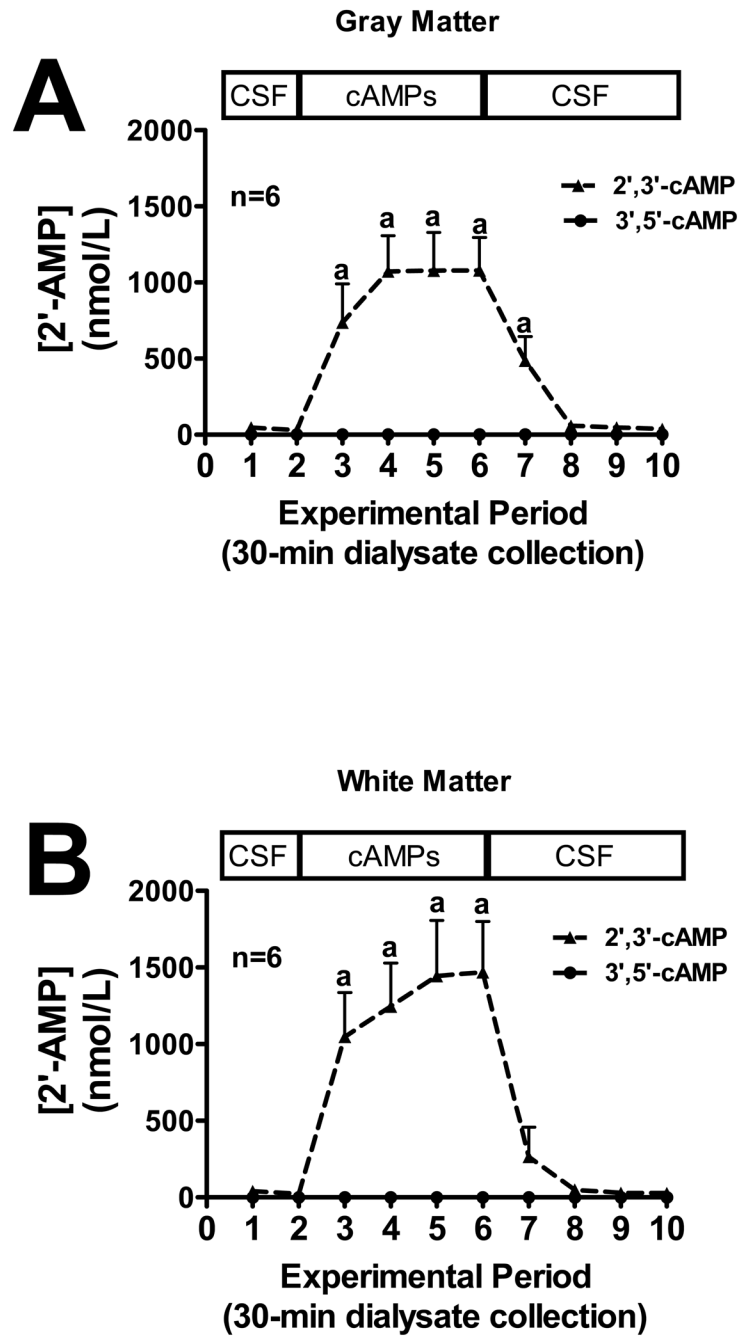 Gray Matter
A
CSF cAMPs CSF
2000
1500
1000
500
0
[2'-AMP]
(nmol/L)
n=6
2',3'-cAMP
3',5'-cAMP
a a a a a
0 1 2 3 4 5 6 7 8 9 10
Experimental Period
(30-min dialysate collection)
White Matter
B
CSF cAMPs CSF
2000
1500
1000
500
0
[2'-AMP]
(nmol/L)
n=6
2',3'-cAMP
3',5'-cAMP
a a a a
0 1 2 3 4 5 6 7 8 9 10
Experimental Period
(30-min dialysate collection)